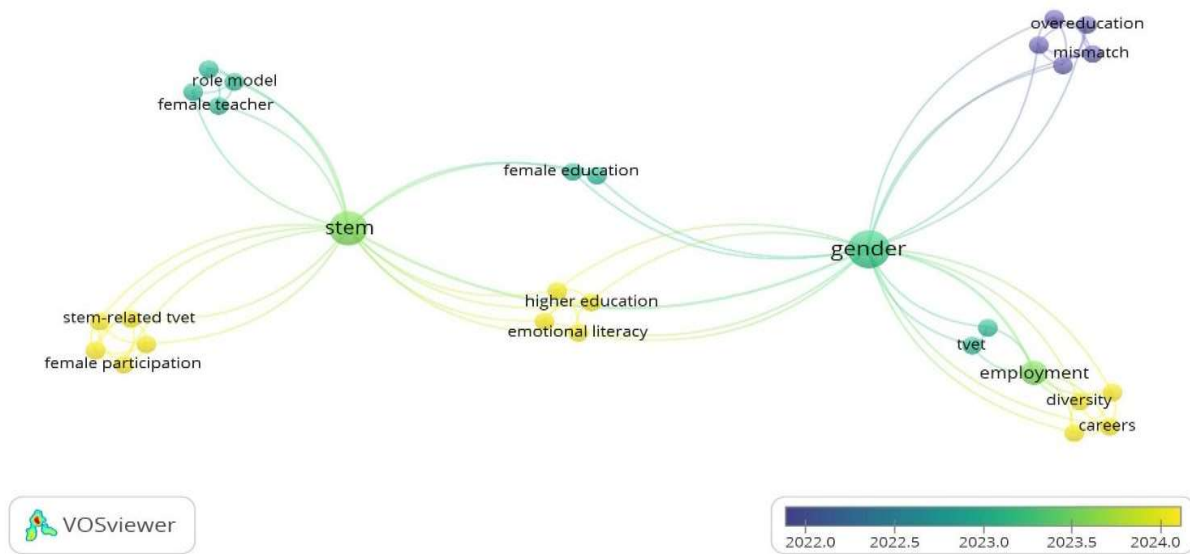 overeducation
mismatch
role model
female teacher
female education
stem
gender
higher education
emotional literacy
stem-related tvet
female participation
tvet
employment
diversity
careers
VOSviewer
2022.0 2022.5 2023.0 2023.5 2024.0